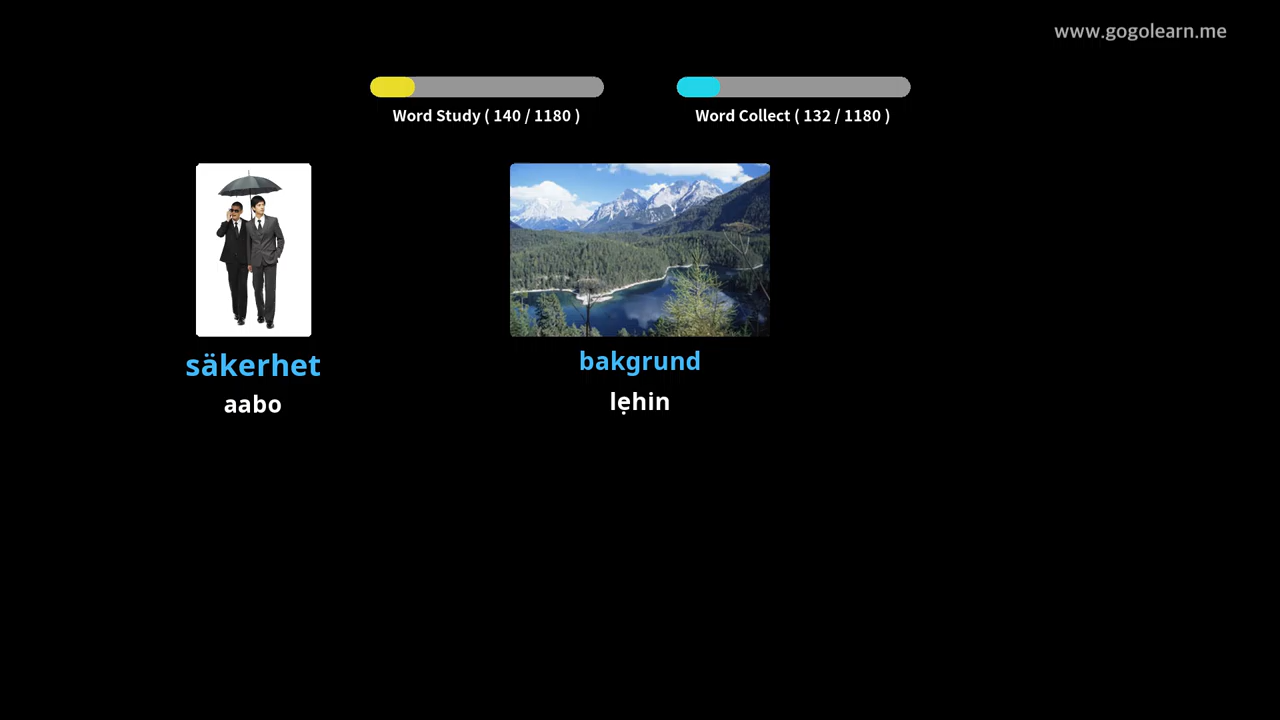 www.gogolearn.me
Word Study ( 140 / 1180 )
Word Collect ( 132 / 1180 )
säkerhet
aabo
bakgrund
lẹhin